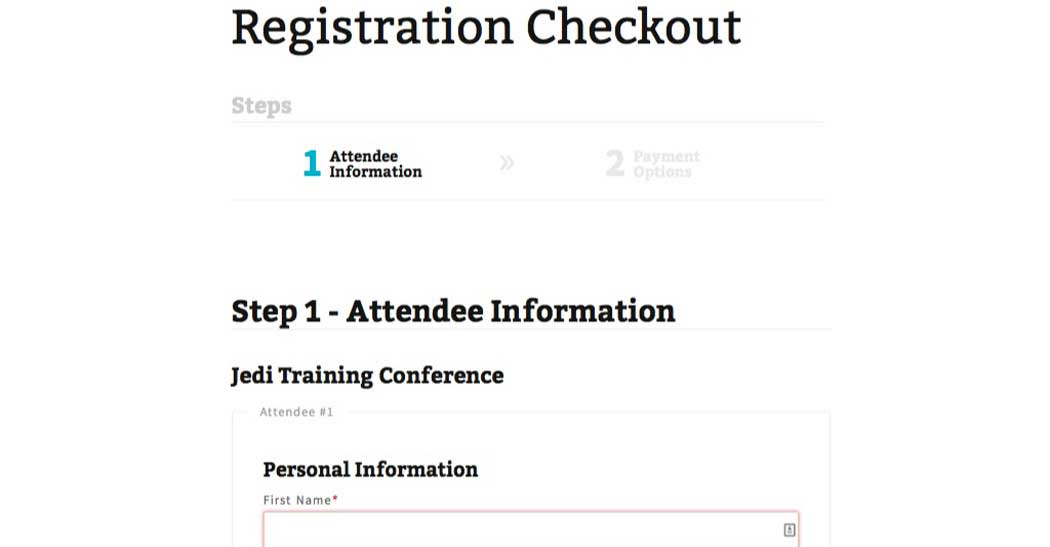 Registration Checkout
Steps
1 Attendee
Information
»
2 Payment
Options
Step 1 - Attendee Information
Jedi Training Conference
Attendee #1
Personal Information
First Name*